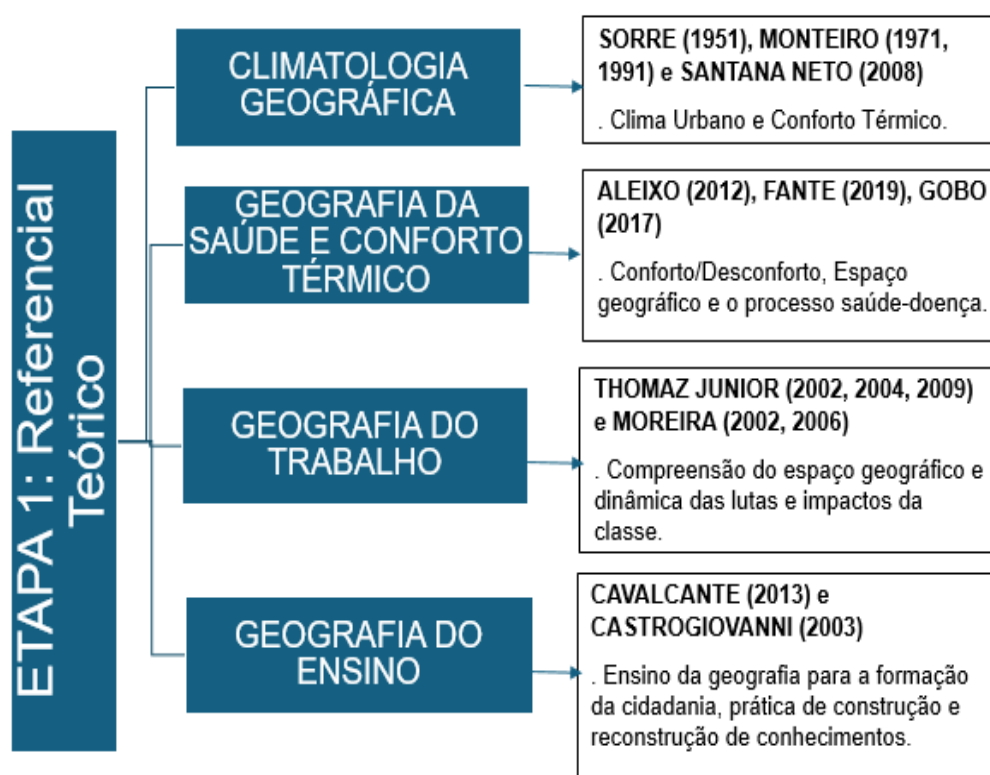 ETAPA 1: Referencial
Teórico
CLIMATOLOGIA
GEOGRÁFICA
SORRE (1951), MONTEIRO (1971,
1991) e SANTANA NETO (2008)
. Clima Urbano e Conforto Térmico.
GEOGRAFIA DA
SAÚDE E CONFORTO
TÉRMICO
ALEIXO (2012), FANTE (2019), GOBO
(2017)
. Conforto/Desconforto, Espaço
geográfico e o processo saúde-doença.
GEOGRAFIA DO
TRABALHO
THOMAZ JUNIOR (2002, 2004, 2009)
e MOREIRA (2002, 2006)
. Compreensão do espaço geográfico e
dinâmica das lutas e impactos da
classe.
GEOGRAFIA DO
ENSINO
CAVALCANTE (2013) e
CASTROGIOVANNI (2003)
. Ensino da geografia para a formação
da cidadania, prática de construção e
reconstrução de conhecimentos.